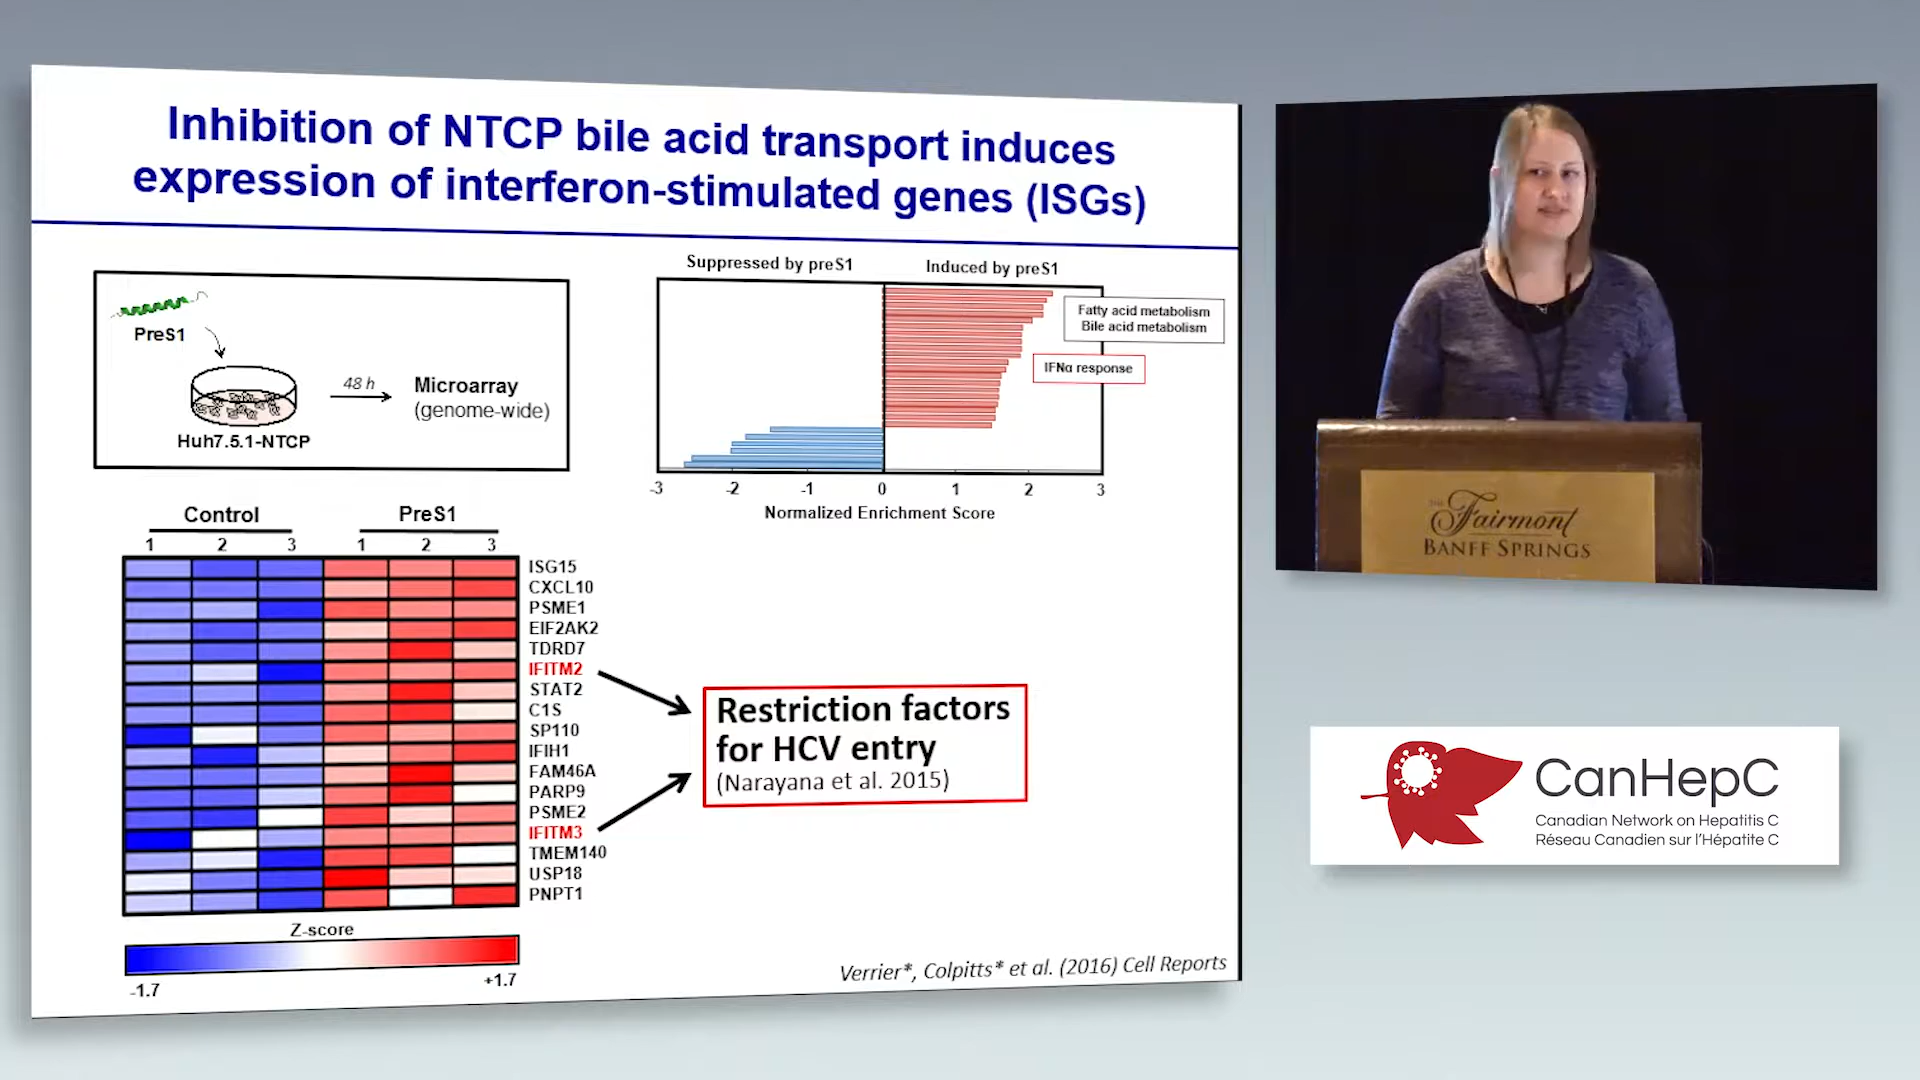 Inhibition of NTCP bile acid transport induces
expression of interferon-stimulated genes (ISGs)
PreS1
Huh7.5.1-NTCP
48 h
Microarray
(genome-wide)
Suppressed by preS1
Induced by preS1
Fatty acid metabolism
Bile acid metabolism
IFNα response
-3 -2 -1 0 1 2 3
Normalized Enrichment Score
Control PreS1
1 2 3 1 2 3
ISG15
CXCL10
PSME1
EIF2AK2
TDRD7
IFITM2
STAT2
C1S
SP110
IFIH1
FAM46A
PARP9
PSME2
IFITM3
TMEM140
USP18
PNPT1
Z-score
-1.7 +1.7
Restriction factors
for HCV entry
(Narayana et al. 2015)
Verrier*, Colpitts* et al. (2016) Cell Reports
THE
Fairmont
BANFF SPRINGS
CanHepC
Canadian Network on Hepatitis C
Réseau Canadien sur l'Hépatite C